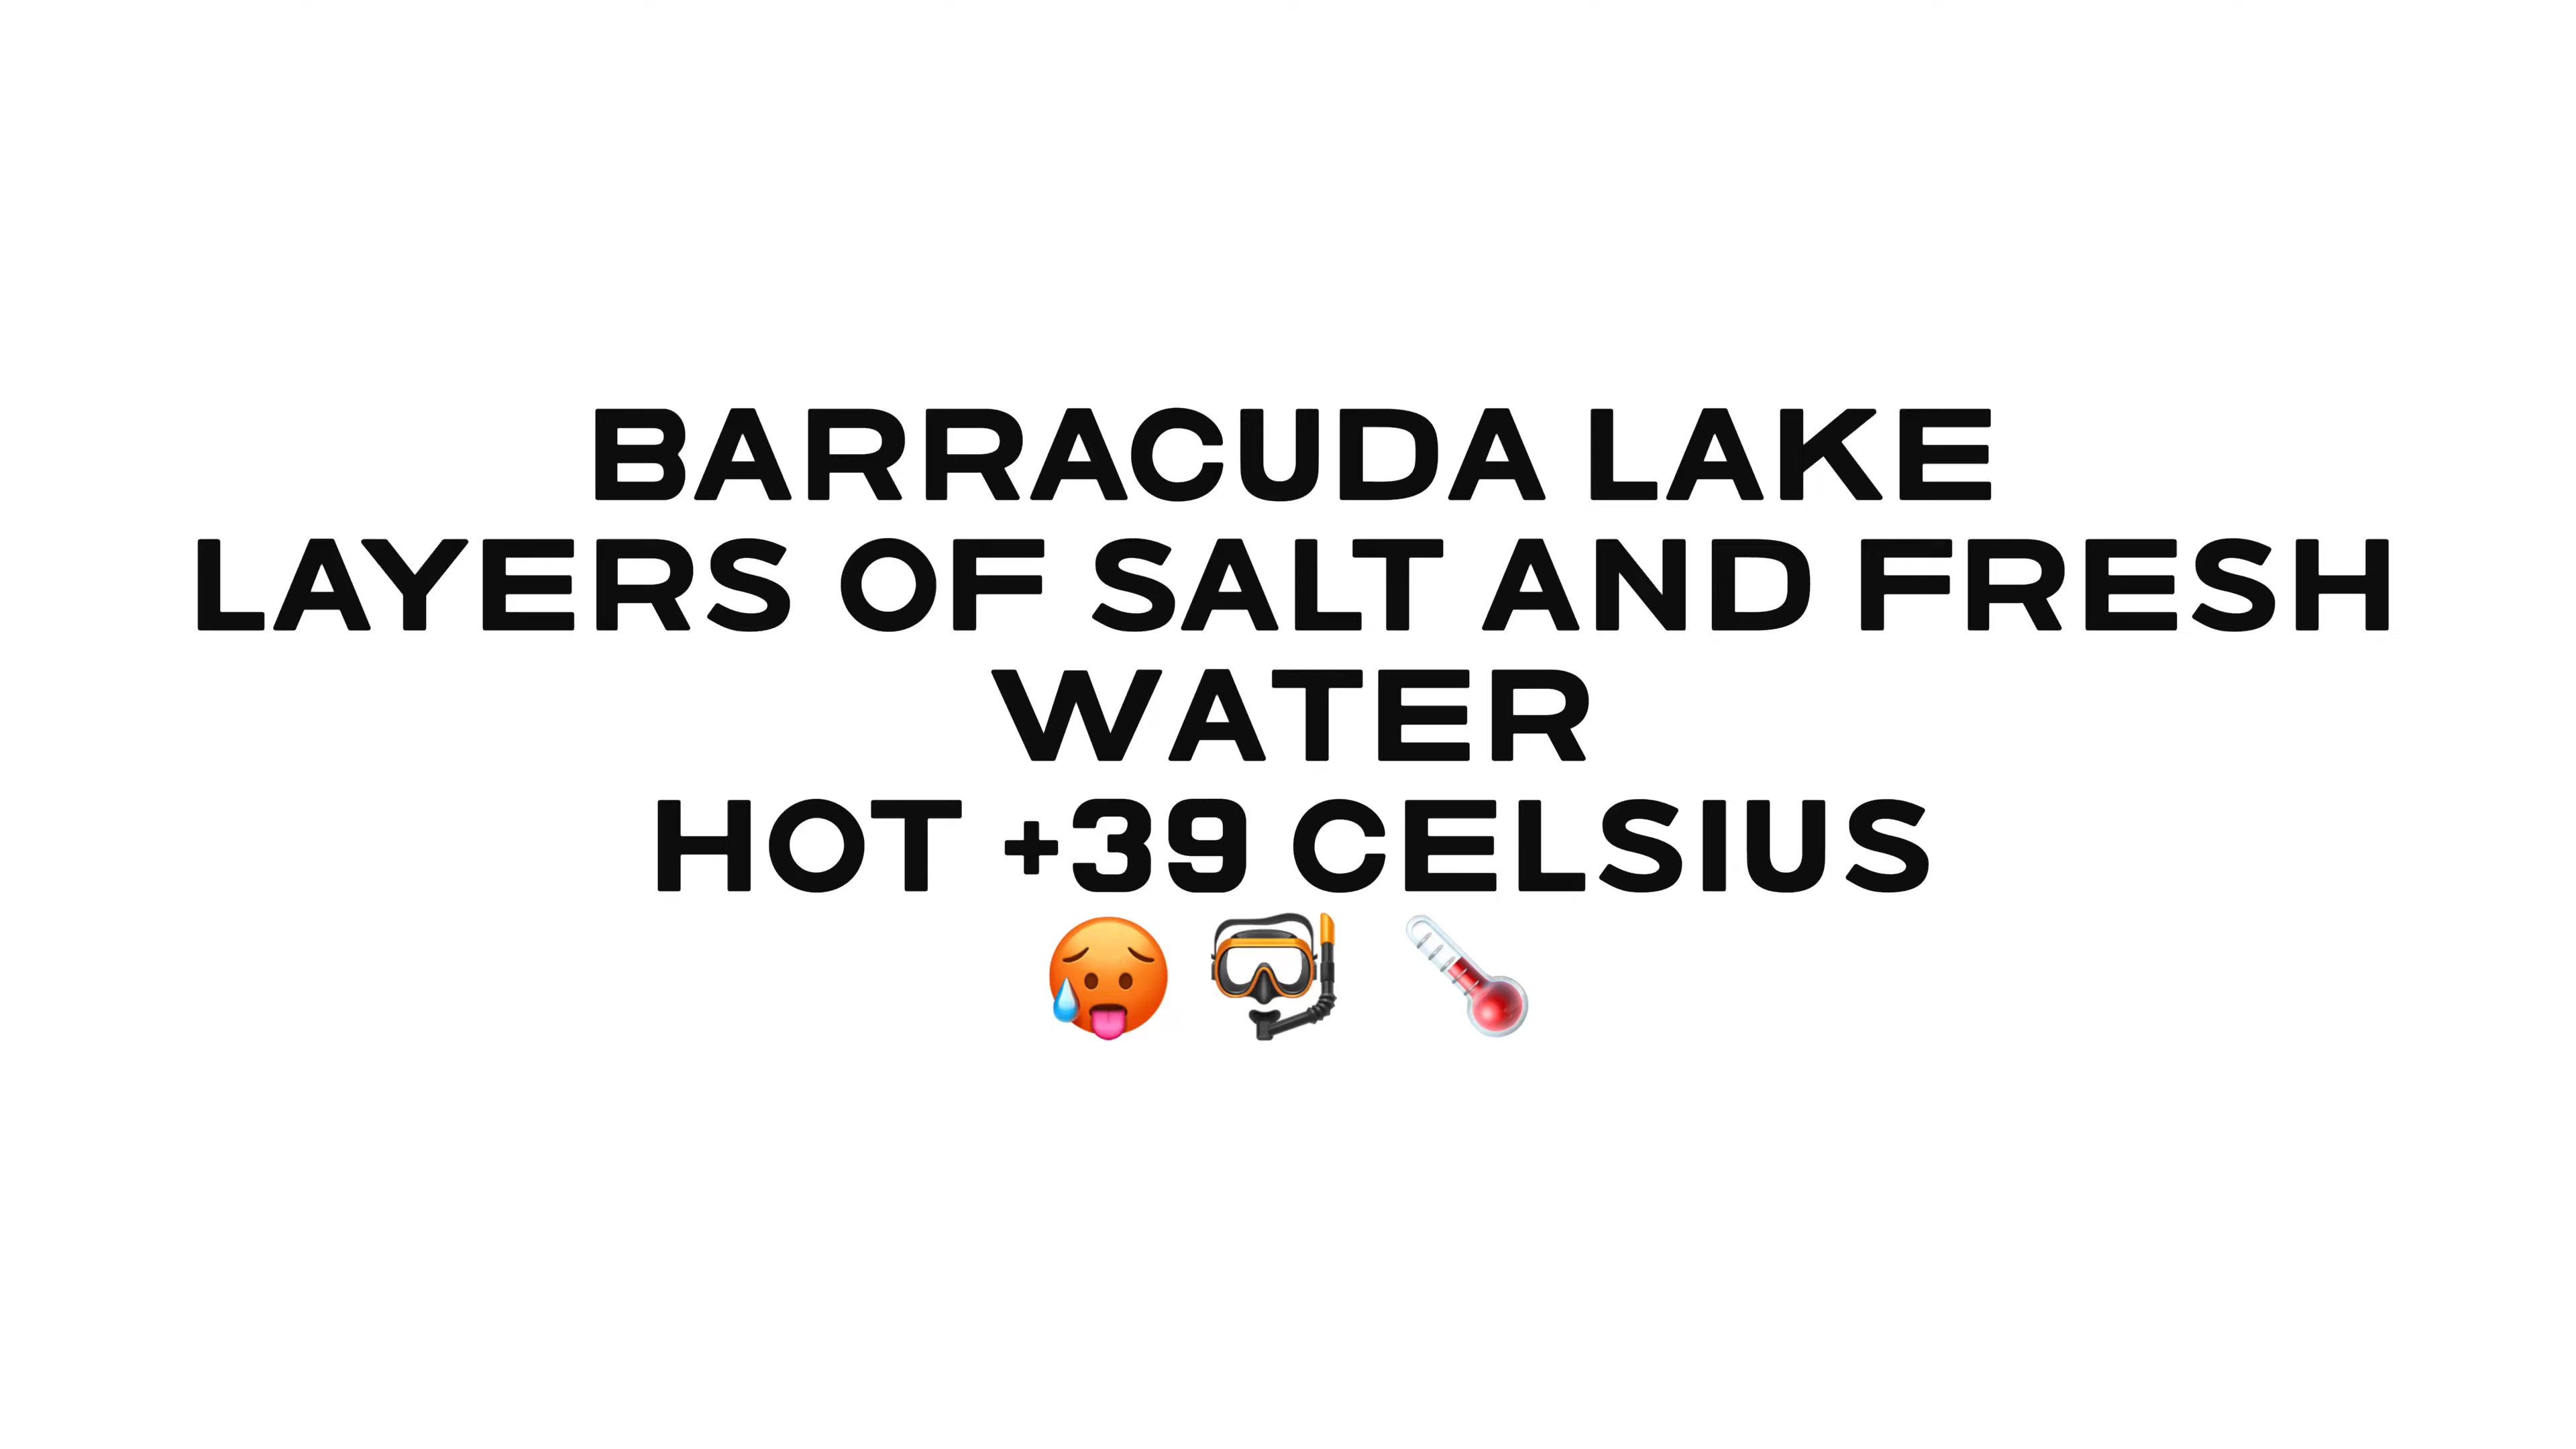 BARRACUDA LAKE
LAYERS OF SALT AND FRESH
WATER
HOT +39 CELSIUS
🥵 🤿 🌡️